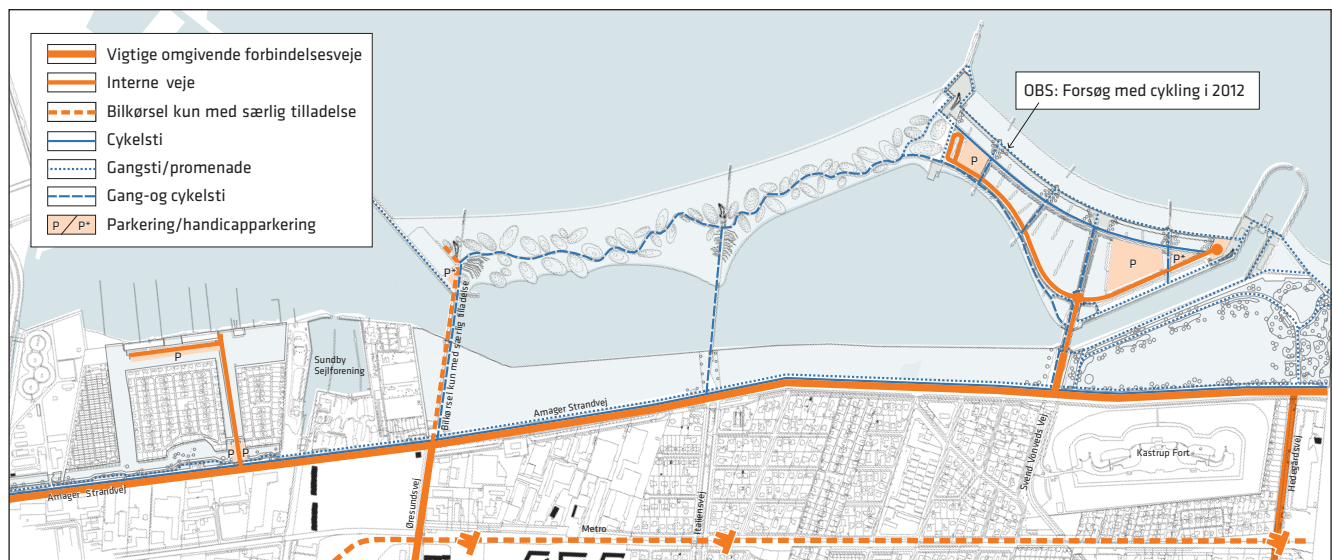 Vigtige omgivende forbindelsesveje
Interne veje
Bilkørsel kun med særlig tilladelse
Cykelsti
Gangsti/promenade
Gang-og cykelsti
P / P* Parkering/handicapparkering
OBS: Forsøg med cykling i 2012
P
P
P*
P*
Bilkørsel kun med særlig tilladelse
P
Sundby
Sejlforening
Amager Strandvej
P
P
Amager Strandvej
Øresundsvej
Italiensvej
Svend Vonveds Vej
Kastrup Fort
Hedegårdsvej
Metro